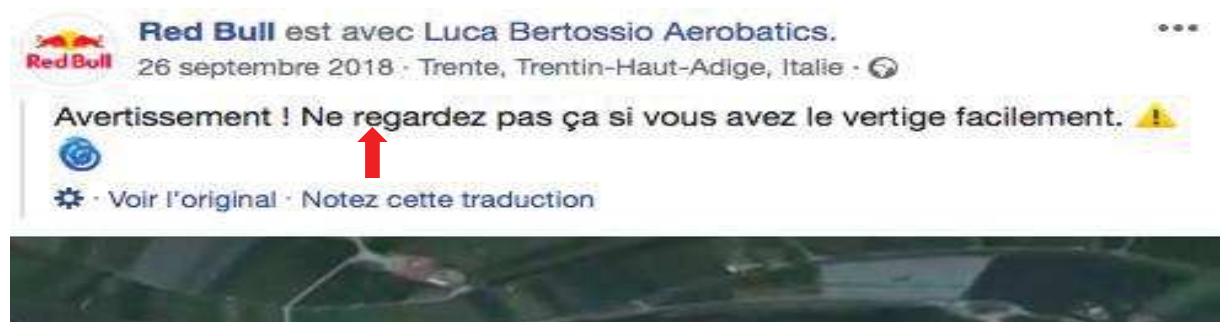 Red Bull est avec Luca Bertossio Aerobatics.
Red Bull
26 septembre 2018 · Trente, Trentin-Haut-Adige, Italie ·
Avertissement ! Ne regardez pas ça si vous avez le vertige facilement. ⚠️
🌀
· Voir l'original · Notez cette traduction